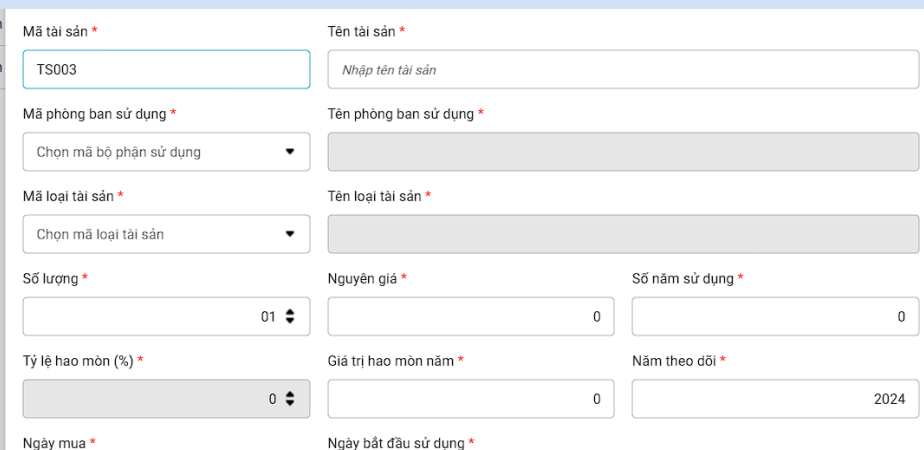 Mã tài sản *
Tên tài sản *
TS003
Nhập tên tài sản
Mã phòng ban sử dụng *
Tên phòng ban sử dụng *
Chọn mã bộ phận sử dụng
Mã loại tài sản *
Tên loại tài sản *
Chọn mã loại tài sản
Số lượng *
Nguyên giá *
Số năm sử dụng *
01
0
0
Tỷ lệ hao mòn (%) *
Giá trị hao mòn năm *
Năm theo dõi *
0
0
2024
Ngày mua *
Ngày bắt đầu sử dụng *